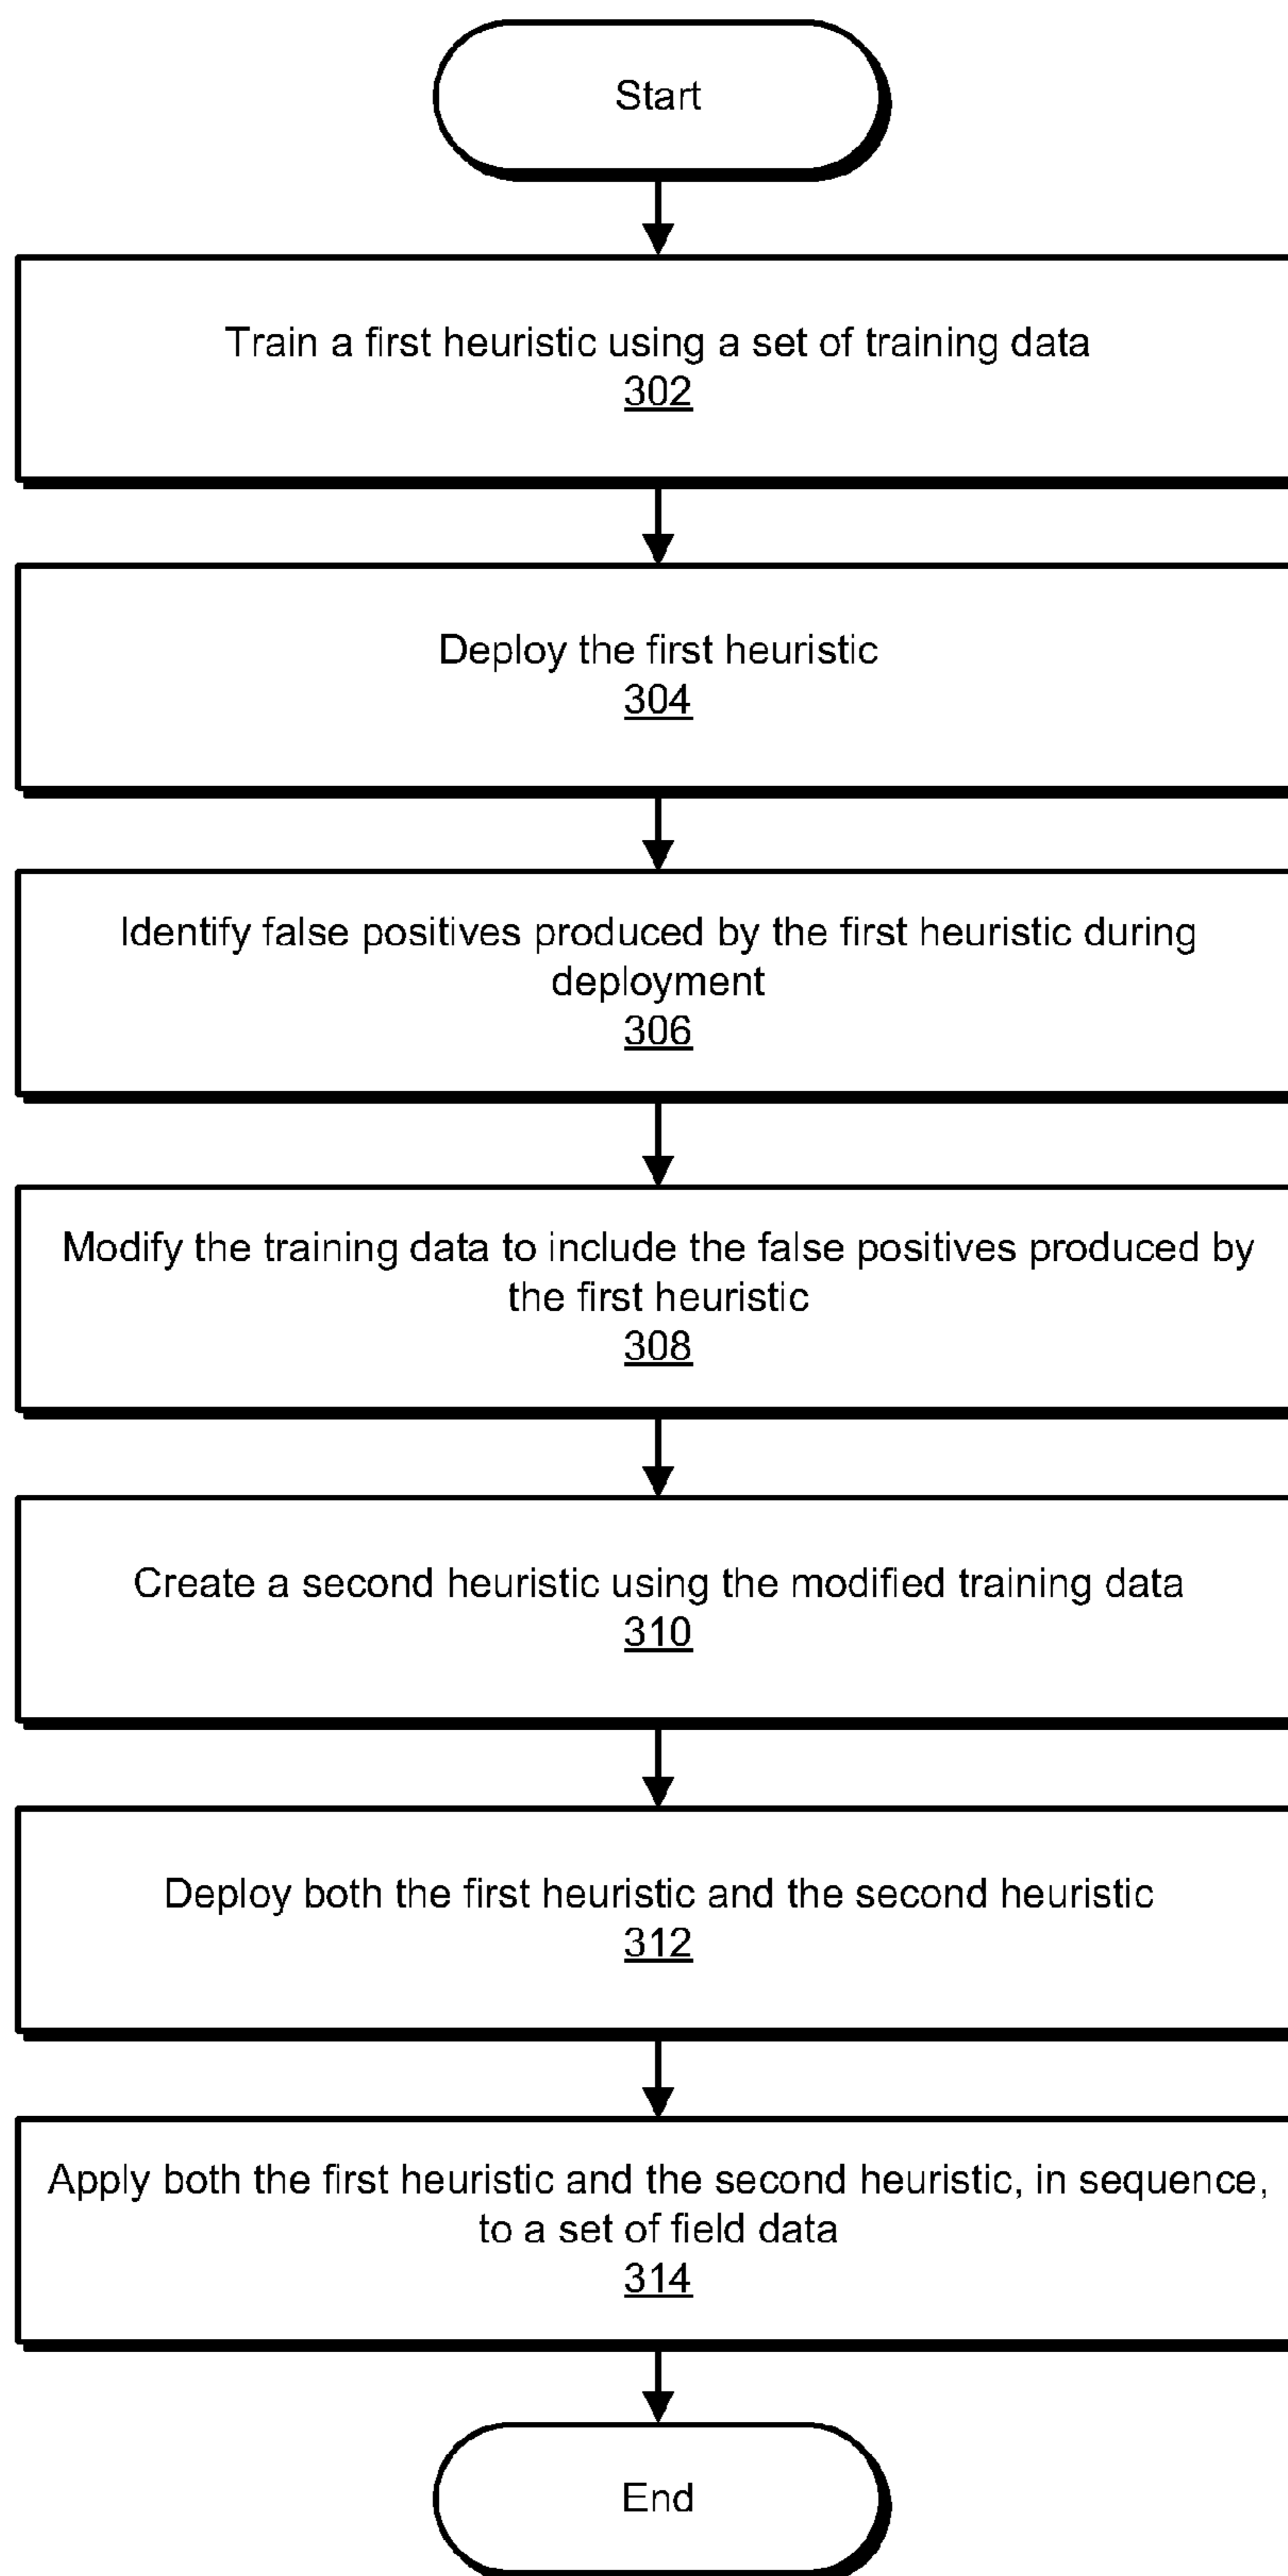 Start
Train a first heuristic using a set of training data
302
Deploy the first heuristic
304
Identify false positives produced by the first heuristic during
deployment
306
Modify the training data to include the false positives produced by
the first heuristic
308
Create a second heuristic using the modified training data
310
Deploy both the first heuristic and the second heuristic
312
Apply both the first heuristic and the second heuristic, in sequence,
to a set of field data
314
End